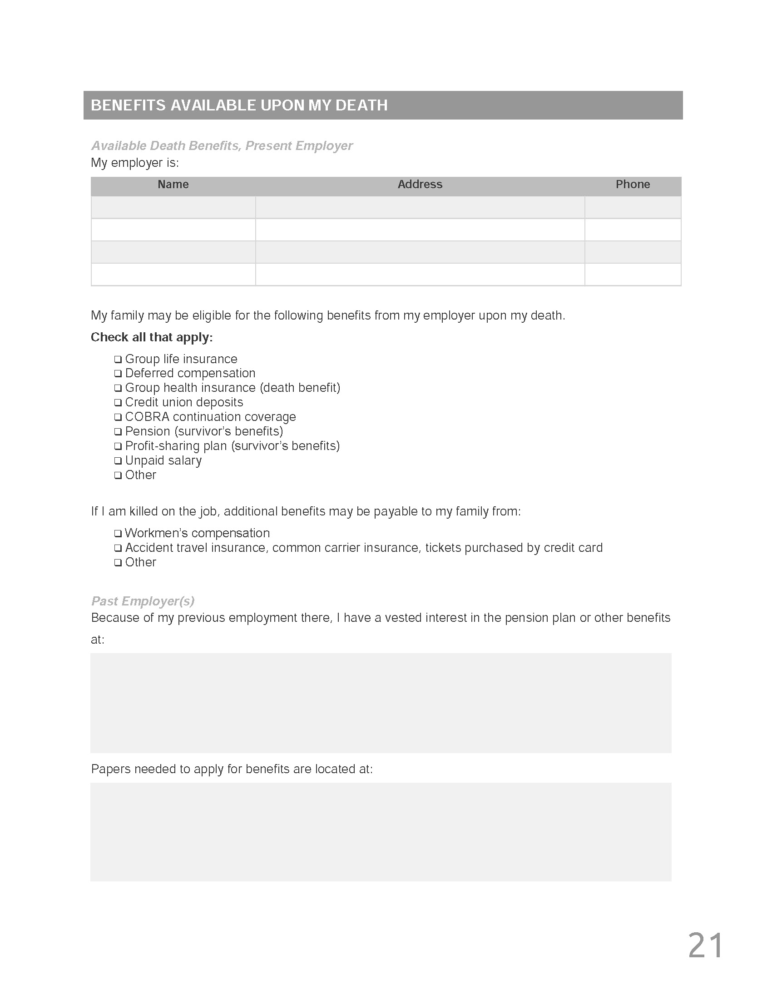 BENEFITS AVAILABLE UPON MY DEATH
Available Death Benefits, Present Employer
My employer is:
Name Address Phone
My family may be eligible for the following benefits from my employer upon my death.
Check all that apply:
❑ Group life insurance
❑ Deferred compensation
❑ Group health insurance (death benefit)
❑ Credit union deposits
❑ COBRA continuation coverage
❑ Pension (survivor’s benefits)
❑ Profit-sharing plan (survivor’s benefits)
❑ Unpaid salary
❑ Other
If I am killed on the job, additional benefits may be payable to my family from:
❑ Workmen’s compensation
❑ Accident travel insurance, common carrier insurance, tickets purchased by credit card
❑ Other
Past Employer(s)
Because of my previous employment there, I have a vested interest in the pension plan or other benefits
at:
Papers needed to apply for benefits are located at:
21